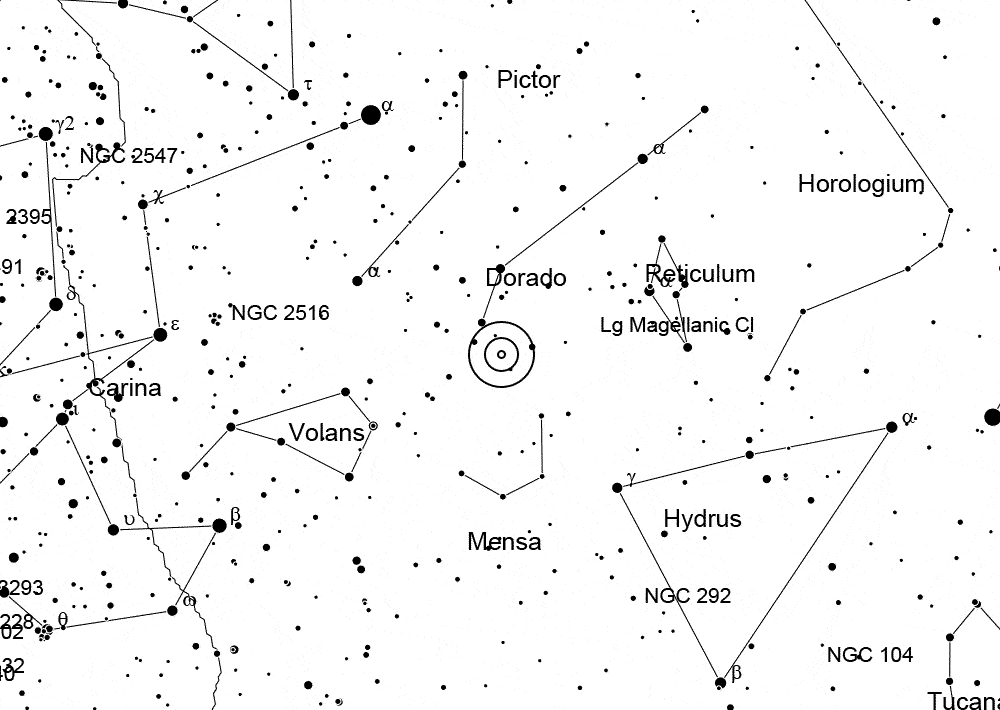 τ
Pictor
α
γ2
NGC 2547
α
Horologium
χ
2395
91
Dorado
Reticulum
α
α
δ
NGC 2516
ε
Lg Magellanic Cl
Carina
ι
Volans
α
γ
β
υ
Hydrus
Mensa
3293
ω
NGC 292
228
θ
02
NGC 104
32
β
Tucana